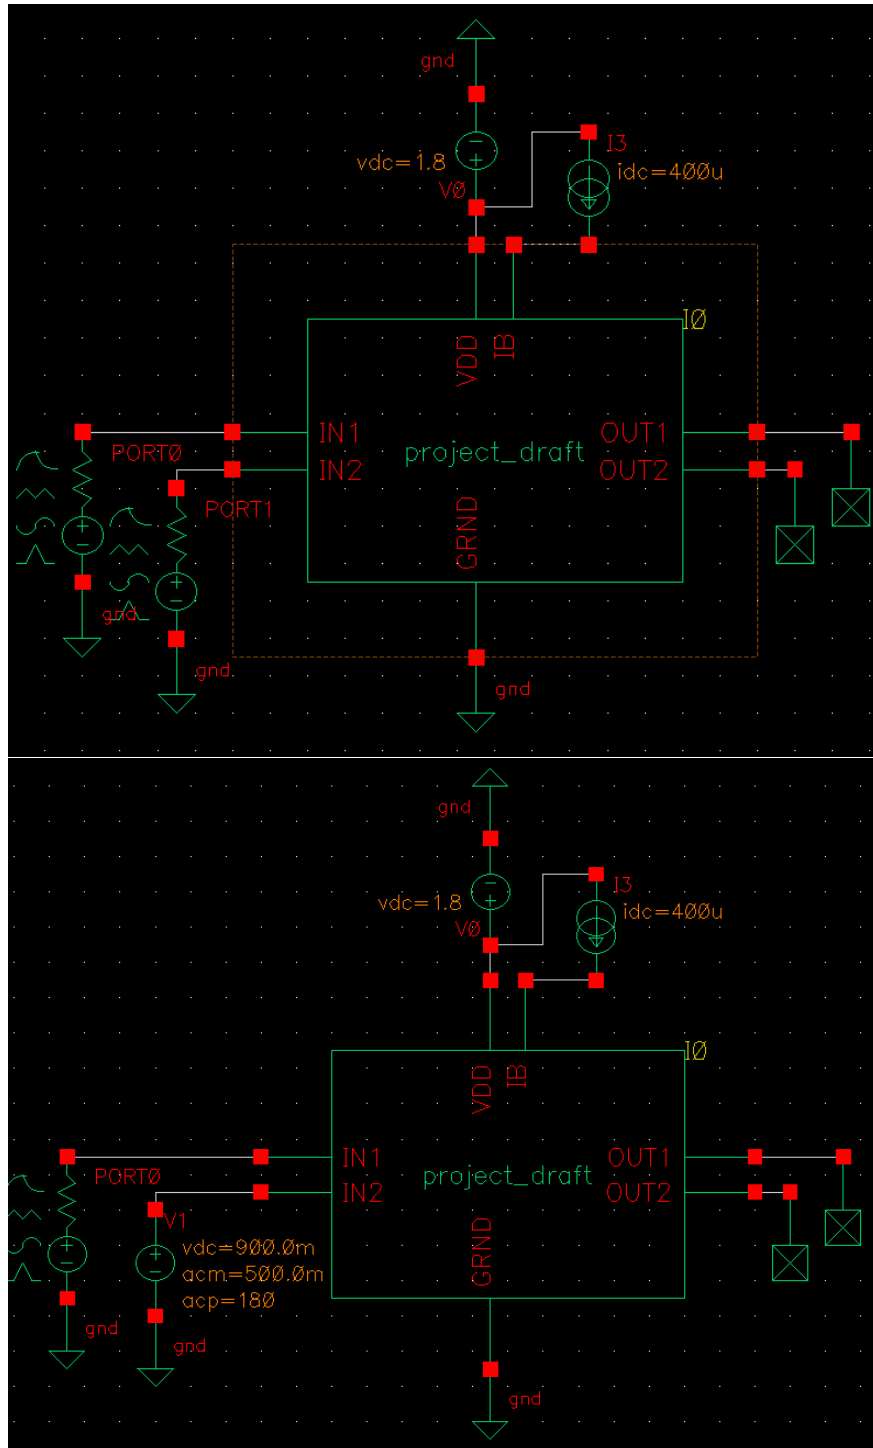 gnd
I3
vdc=1.8
idc=400u
V0
I0
VDD
IB
PORT0
IN1
OUT1
project_draft
IN2
OUT2
PORT1
GRND
gnd
gnd
gnd
gnd
I3
vdc=1.8
idc=400u
V0
I0
VDD
IB
PORT0
IN1
OUT1
project_draft
IN2
OUT2
V1
GRND
vdc=900.0m
acm=500.0m
acp=180
gnd
gnd
gnd